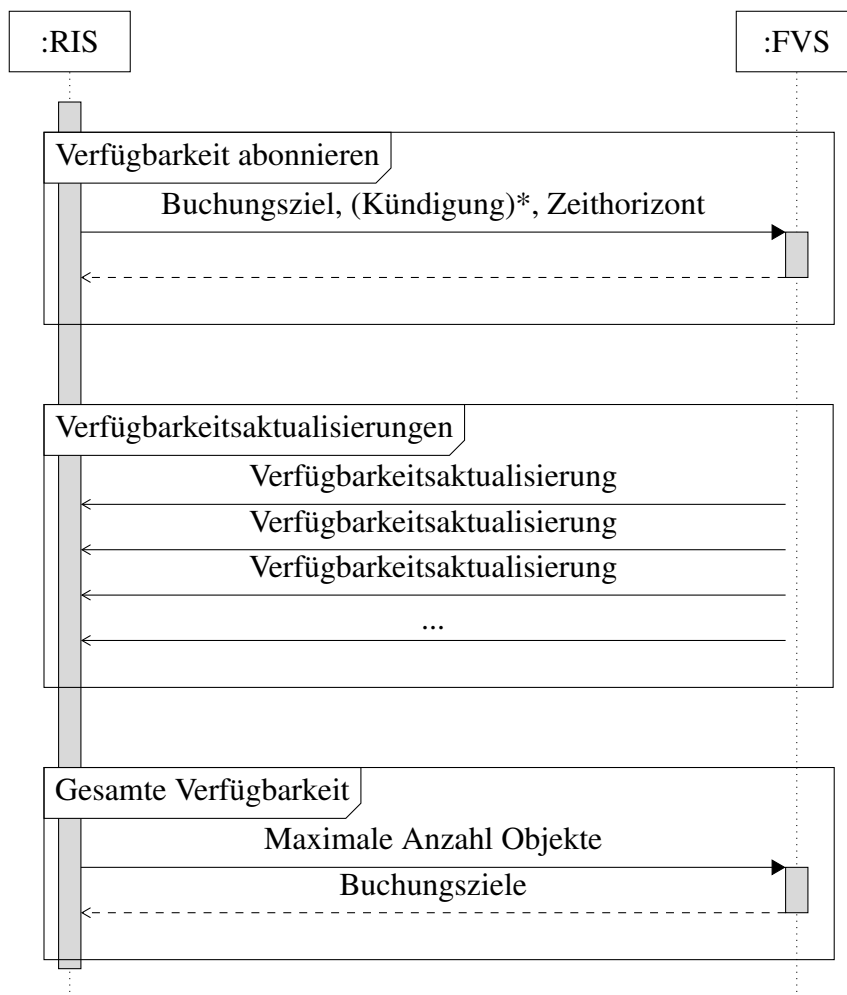 :RIS
:FVS
Verfügbarkeit abonnieren
Buchungsziel, (Kündigung)*, Zeithorizont
Verfügbarkeitsaktualisierungen
Verfügbarkeitsaktualisierung
Verfügbarkeitsaktualisierung
Verfügbarkeitsaktualisierung
...
Gesamte Verfügbarkeit
Maximale Anzahl Objekte
Buchungsziele